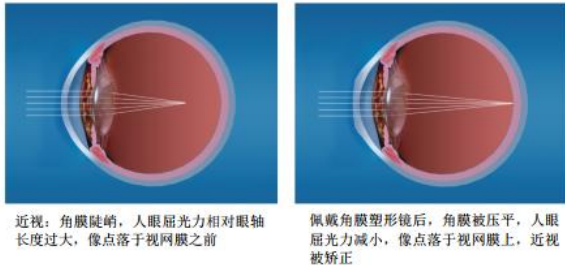 近视：角膜陡峭，人眼屈光力相对眼轴
长度过大，像点落于视网膜之前
佩戴角膜塑形镜后，角膜被压平，人眼
屈光力减小，像点落于视网膜上，近视
被矫正